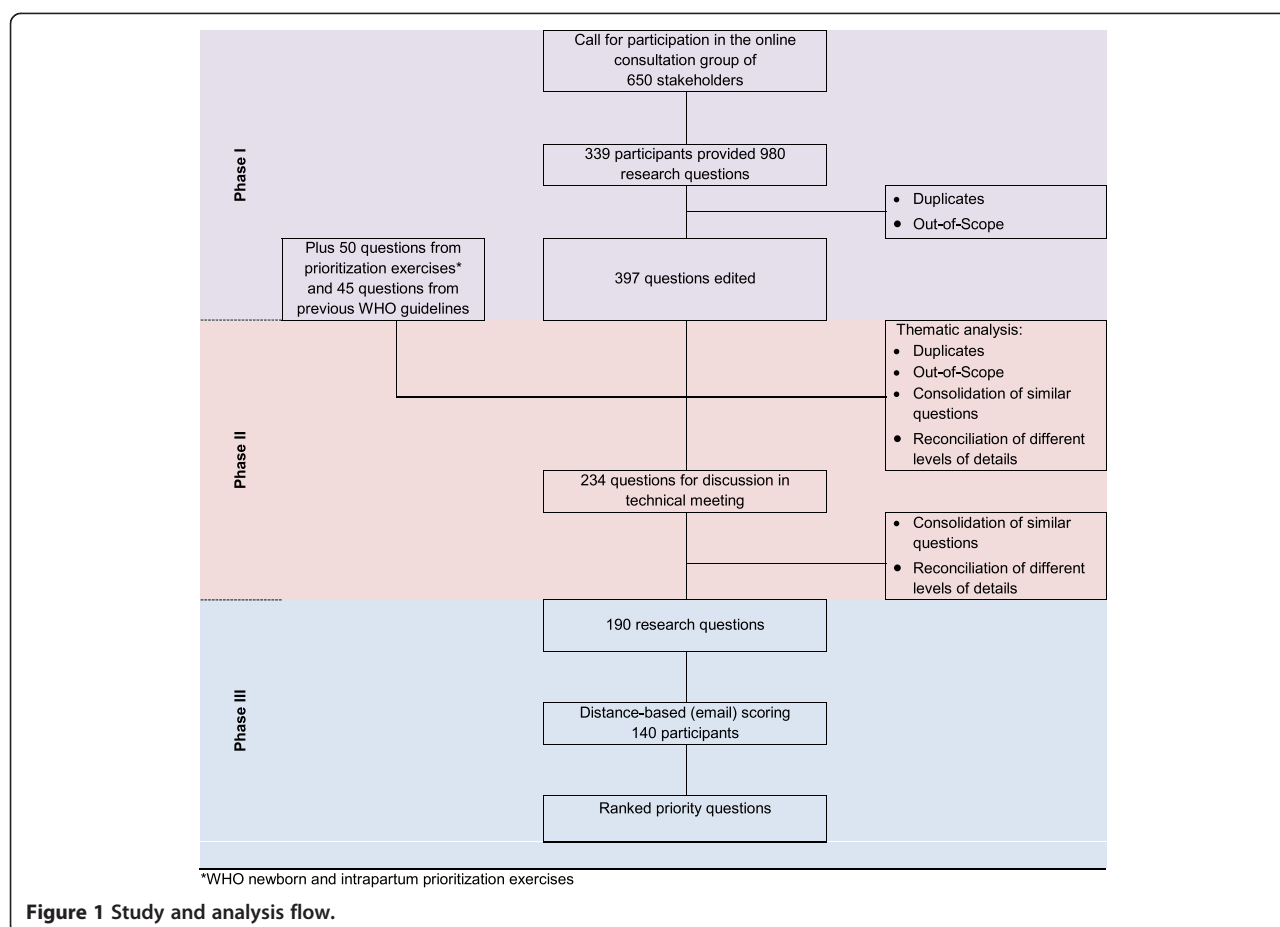 Call for participation in the online
consultation group of
650 stakeholders
Phase I
339 participants provided 980
research questions
• Duplicates
• Out-of-Scope
Plus 50 questions from
prioritization exercises*
and 45 questions from
previous WHO guidelines
397 questions edited
Phase II
Thematic analysis:
• Duplicates
• Out-of-Scope
• Consolidation of similar
questions
• Reconciliation of different
levels of details
234 questions for discussion in
technical meeting
• Consolidation of similar
questions
• Reconciliation of different
levels of details
Phase III
190 research questions
Distance-based (email) scoring
140 participants
Ranked priority questions
*WHO newborn and intrapartum prioritization exercises
Figure 1 Study and analysis flow.